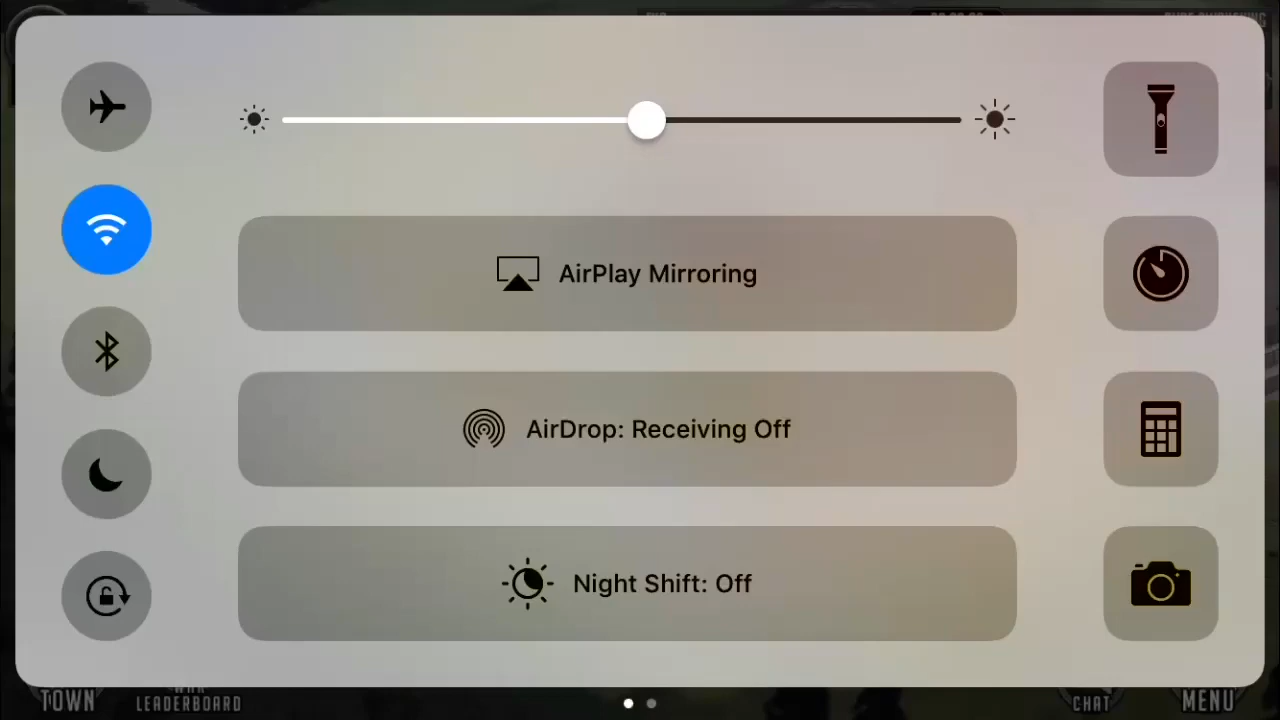 AirPlay Mirroring
AirDrop: Receiving Off
Night Shift: Off
TOWN
LEADERBOARD
CHAT
MENU